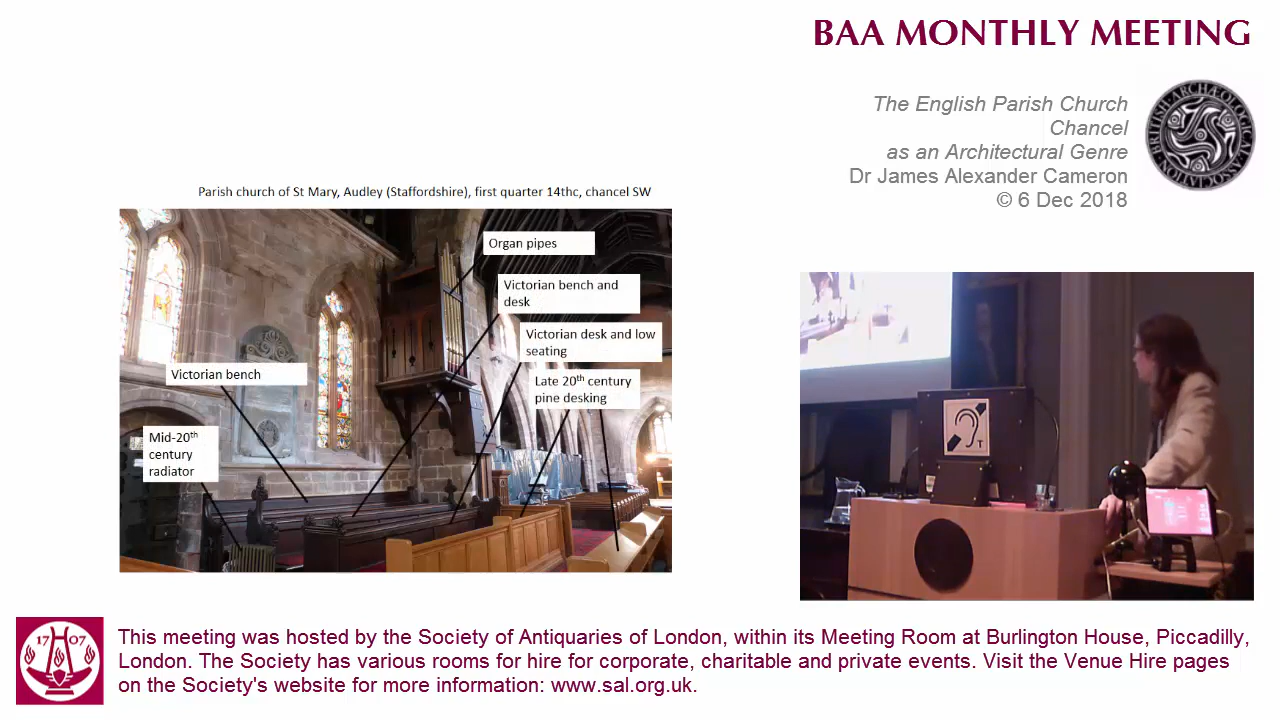 BAA MONTHLY MEETING
The English Parish Church
Chancel
as an Architectural Genre
Dr James Alexander Cameron
© 6 Dec 2018
BRITISH ARCHÆOLOGICAL ASSOCIATION
Parish church of St Mary, Audley (Staffordshire), first quarter 14thc, chancel SW
Organ pipes
Victorian bench and
desk
Victorian desk and low
seating
Late 20th century
pine desking
Victorian bench
Mid-20th
century
radiator
T
1707
This meeting was hosted by the Society of Antiquaries of London, within its Meeting Room at Burlington House, Piccadilly,
London. The Society has various rooms for hire for corporate, charitable and private events. Visit the Venue Hire pages
on the Society's website for more information: www.sal.org.uk.